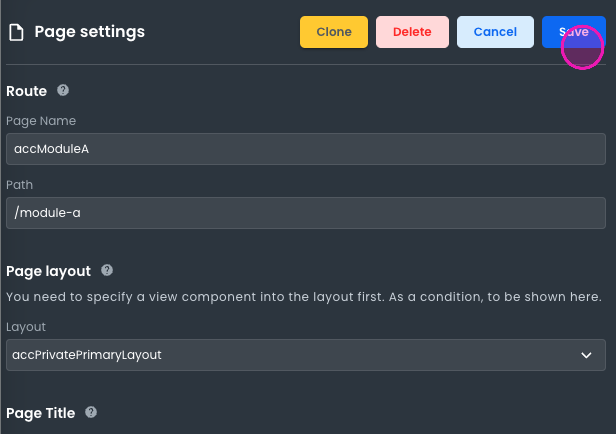 Page settings
Clone
Delete
Cancel
Save
Route
Page Name
accModuleA
Path
/module-a
Page layout
You need to specify a view component into the layout first. As a condition, to be shown here.
Layout
accPrivatePrimaryLayout
Page Title